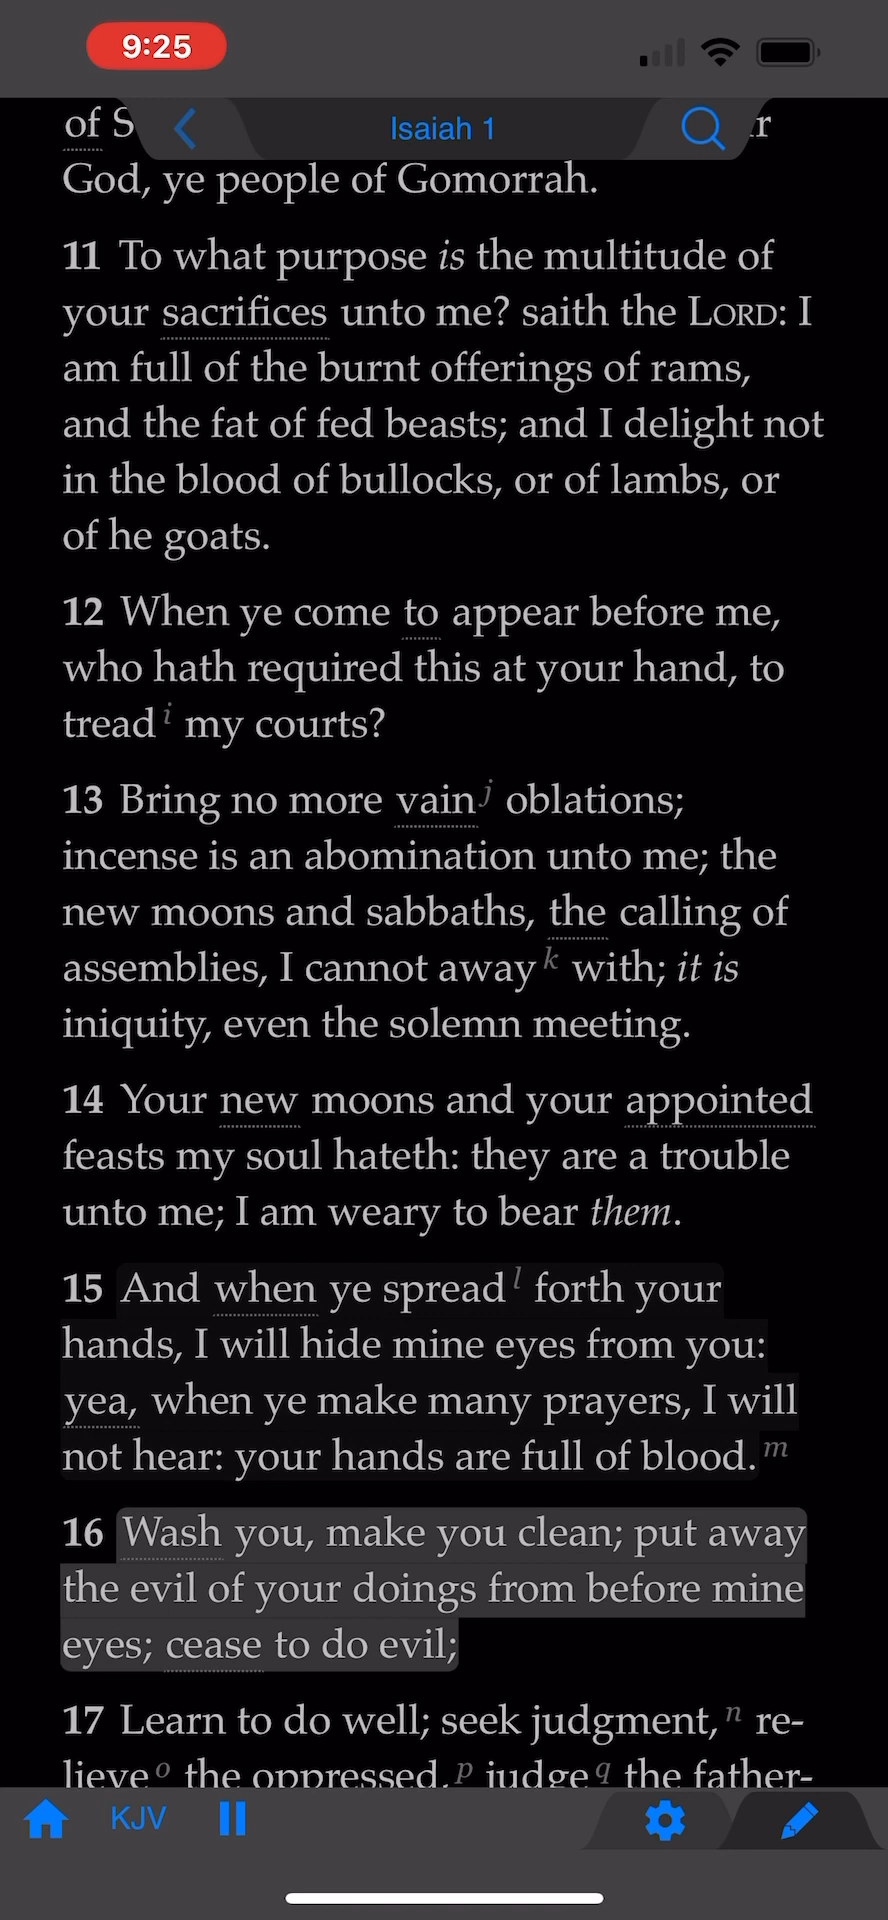 9:25
of S
Isaiah 1
r
God, ye people of Gomorrah.
11 To what purpose is the multitude of
your sacrifices unto me? saith the LORD: I
am full of the burnt offerings of rams,
and the fat of fed beasts; and I delight not
in the blood of bullocks, or of lambs, or
of he goats.
12 When ye come to appear before me,
who hath required this at your hand, to
tread i my courts?
13 Bring no more vain j oblations;
incense is an abomination unto me; the
new moons and sabbaths, the calling of
assemblies, I cannot away k with; it is
iniquity, even the solemn meeting.
14 Your new moons and your appointed
feasts my soul hateth: they are a trouble
unto me; I am weary to bear them.
15 And when ye spread l forth your
hands, I will hide mine eyes from you:
yea, when ye make many prayers, I will
not hear: your hands are full of blood. m
16 Wash you, make you clean; put away
the evil of your doings from before mine
eyes; cease to do evil;
17 Learn to do well; seek judgment, n re-
lieve o the oppressed, p judge q the father-
KJV